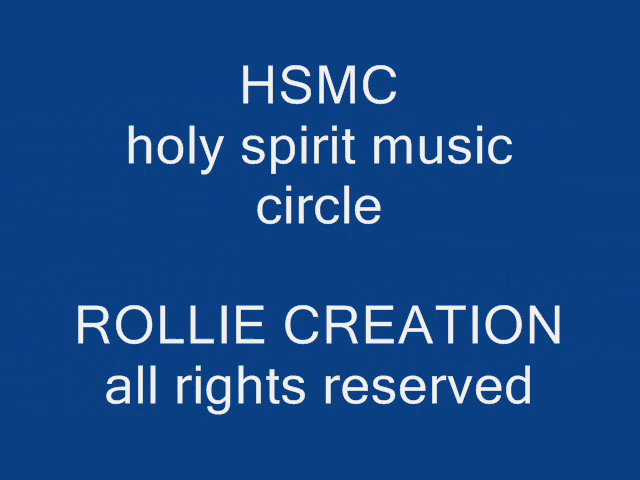 HSMC
holy spirit music
circle
ROLLIE CREATION
all rights reserved